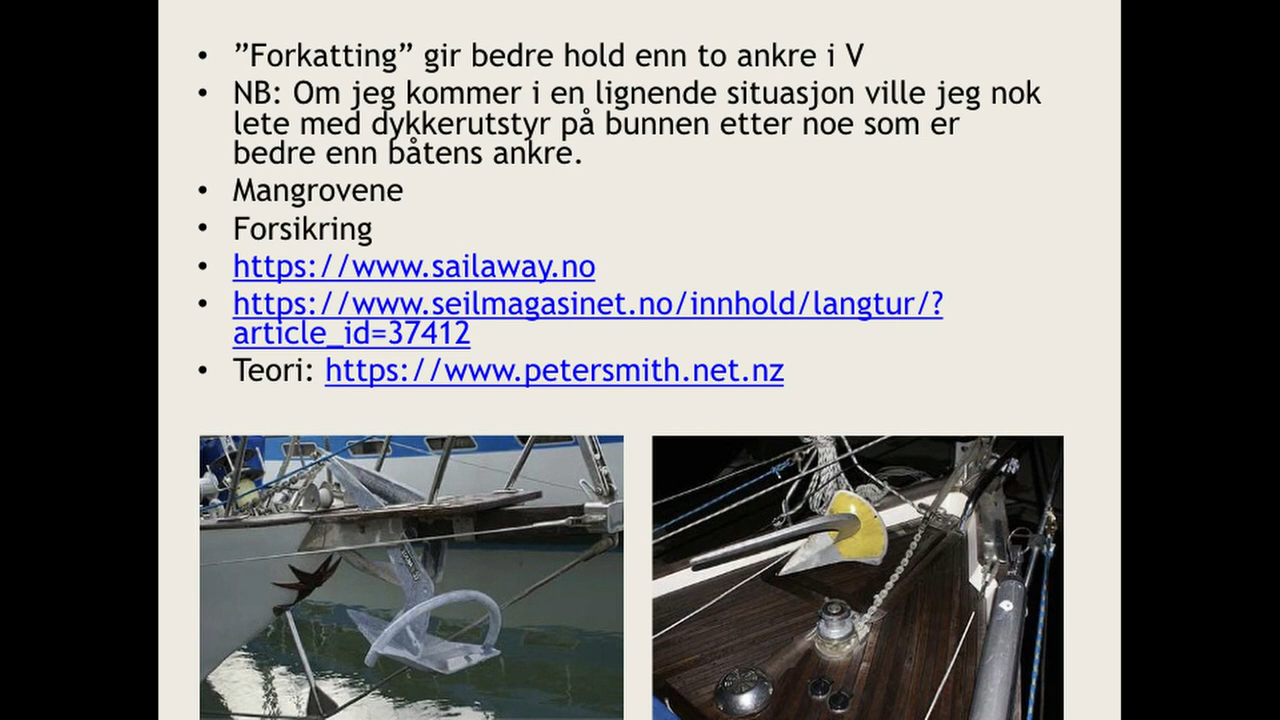 • ”Forkatting” gir bedre hold enn to ankre i V
• NB: Om jeg kommer i en lignende situasjon ville jeg nok
lete med dykkerutstyr på bunnen etter noe som er
bedre enn båtens ankre.
• Mangrovene
• Forsikring
• https://www.sailaway.no
• https://www.seilmagasinet.no/innhold/langtur/?
article_id=37412
• Teori: https://www.petersmith.net.nz